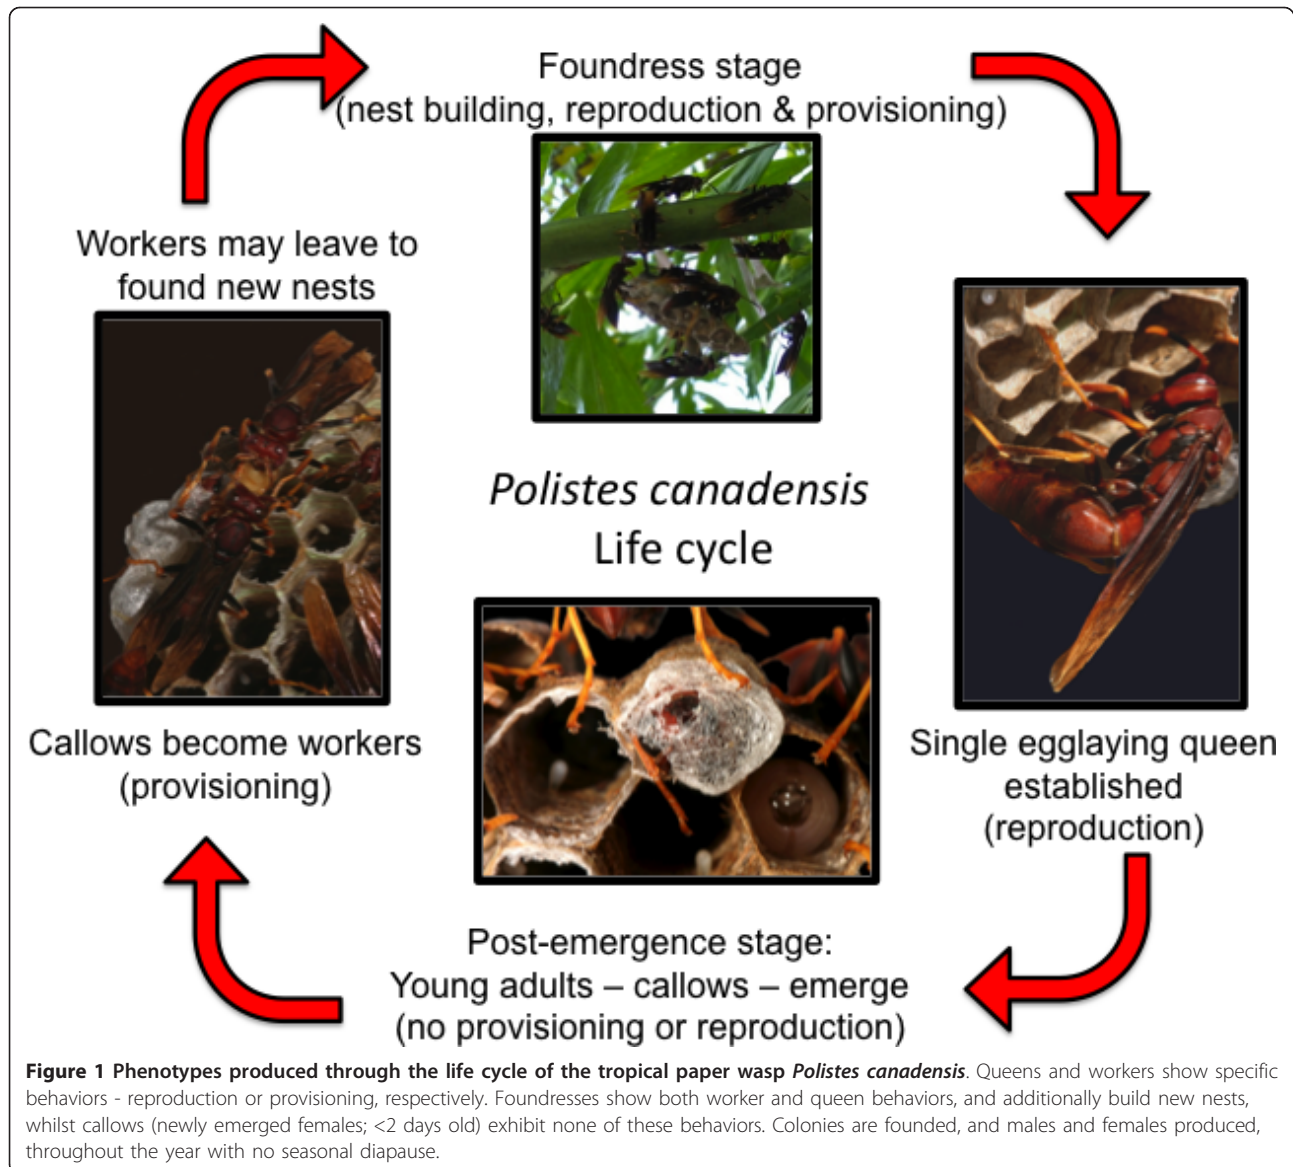 Foundress stage
(nest building, reproduction & provisioning)
Workers may leave to
found new nests
Polistes canadensis
Life cycle
Callows become workers
(provisioning)
Single egglaying queen
established
(reproduction)
Post-emergence stage:
Young adults – callows – emerge
(no provisioning or reproduction)
Figure 1 Phenotypes produced through the life cycle of the tropical paper wasp Polistes canadensis. Queens and workers show specific
behaviors - reproduction or provisioning, respectively. Foundresses show both worker and queen behaviors, and additionally build new nests,
whilst callows (newly emerged females; <2 days old) exhibit none of these behaviors. Colonies are founded, and males and females produced,
throughout the year with no seasonal diapause.